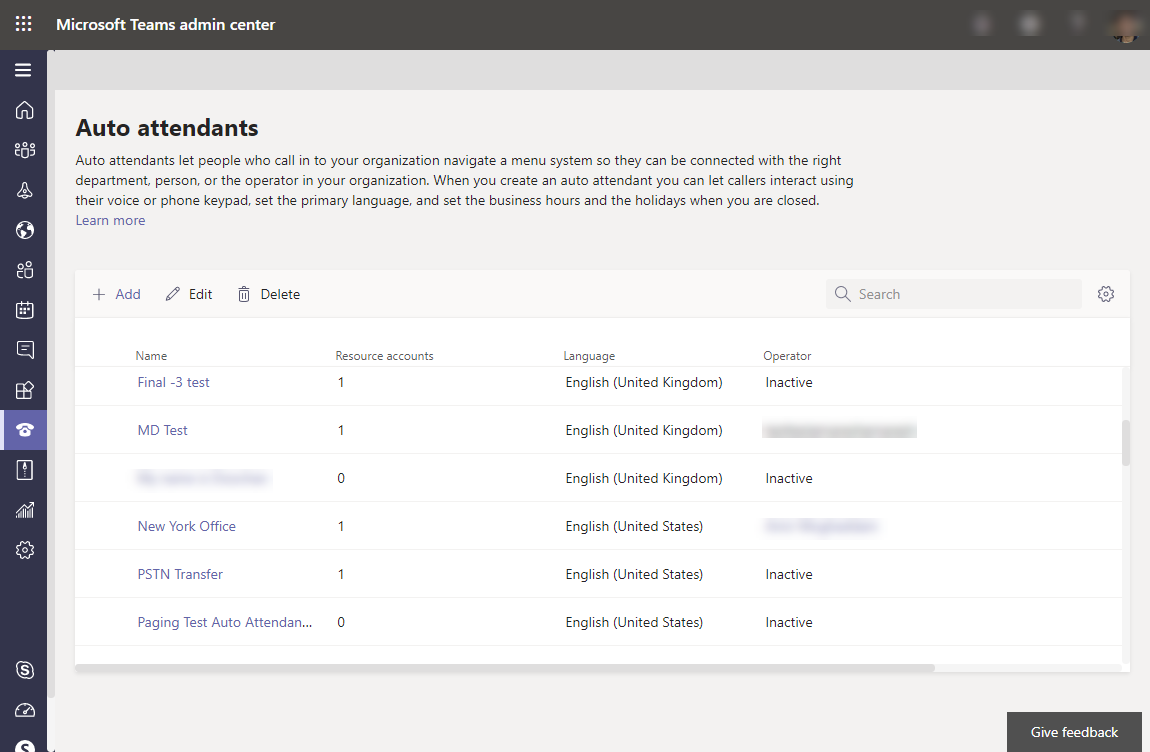 Microsoft Teams admin center
Auto attendants
Auto attendants let people who call in to your organization navigate a menu system so they can be connected with the right
department, person, or the operator in your organization. When you create an auto attendant you can let callers interact using
their voice or phone keypad, set the primary language, and set the business hours and the holidays when you are closed.
Learn more
Add Edit Delete Search
Name Resource accounts Language Operator
Final -3 test 1 English (United Kingdom) Inactive
MD Test 1 English (United Kingdom)
0 English (United Kingdom) Inactive
New York Office 1 English (United States)
PSTN Transfer 1 English (United States) Inactive
Paging Test Auto Attendan... 0 English (United States) Inactive
Give feedback